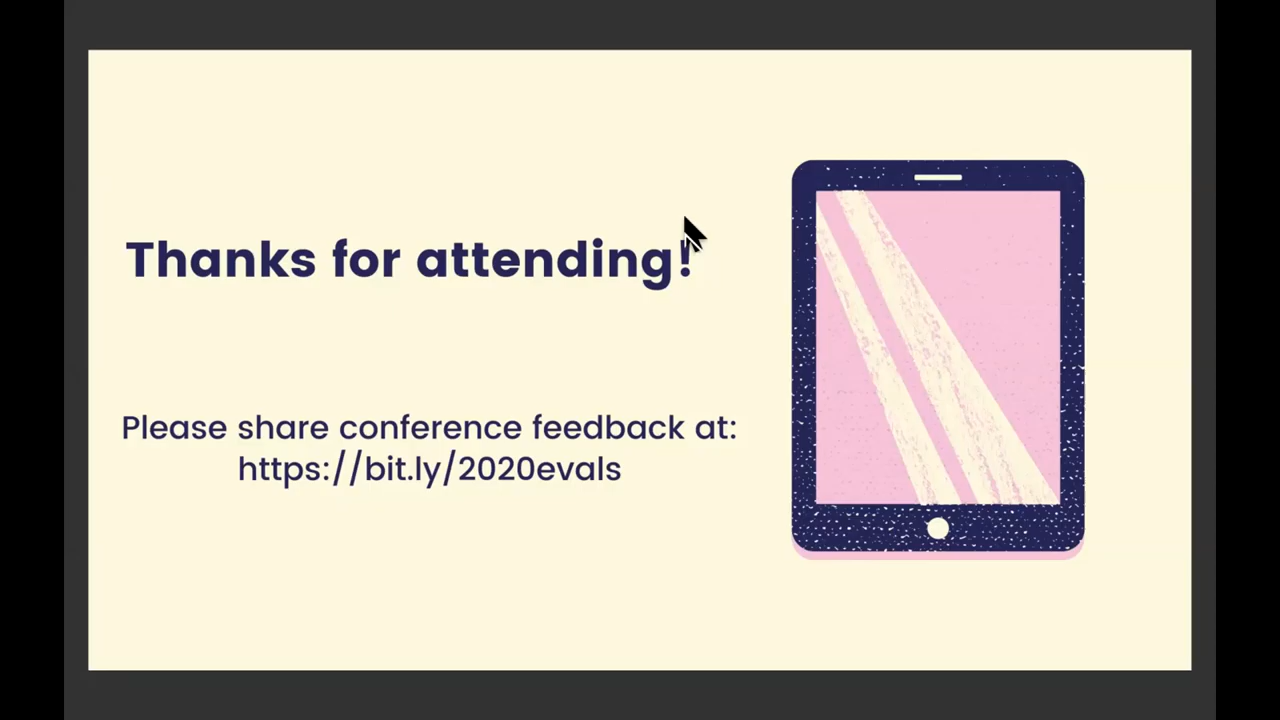 Thanks for attending!
Please share conference feedback at:
https://bit.ly/2020evals